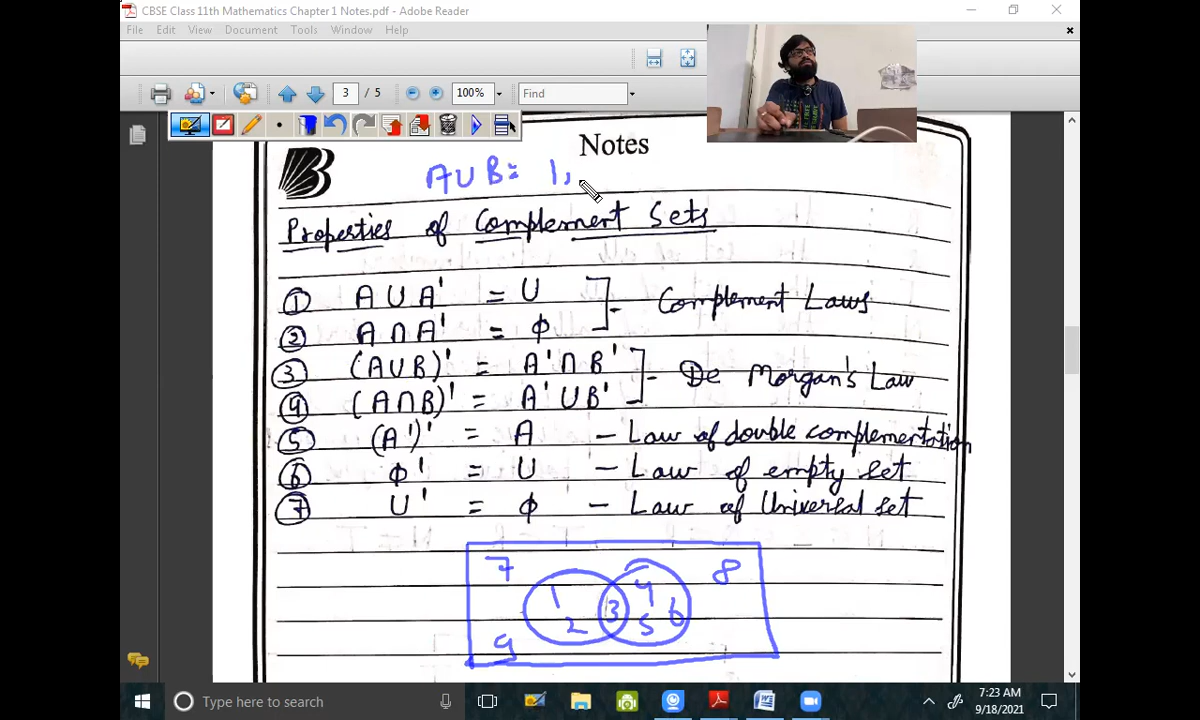 CBSE Class 11th Mathematics Chapter 1 Notes.pdf - Adobe Reader
File Edit View Document Tools Window Help
3 / 5 100% Find
Notes
A U B = 1,
Properties of Complement Sets
① A ∪ A' = U
② A ∩ A' = ϕ
- Complement Laws
③ (A∪B)' = A' ∩ B'
④ (A∩B)' = A' ∪ B'
- De Morgan's Law
⑤ (A')' = A - Law of double complementation
⑥ ϕ' = U - Law of empty set
⑦ U' = ϕ - Law of Universal set
7 8
1 4
2 3 5 6
9
Type here to search
7:23 AM
9/18/2021